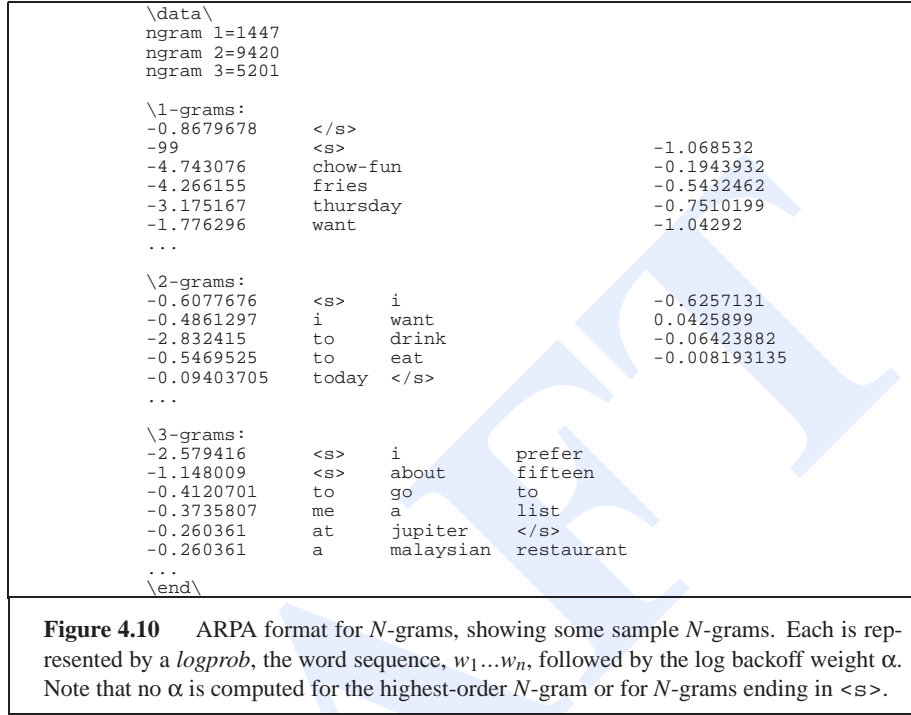 \data\
ngram 1=1447
ngram 2=9420
ngram 3=5201
\1-grams:
-0.8679678 </s>
-99 <s> -1.068532
-4.743076 chow-fun -0.1943932
-4.266155 fries -0.5432462
-3.175167 thursday -0.7510199
-1.776296 want -1.04292
...
\2-grams:
-0.6077676 <s> i -0.6257131
-0.4861297 i want 0.0425899
-2.832415 to drink -0.06423882
-0.5469525 to eat -0.008193135
-0.09403705 today </s>
...
\3-grams:
-2.579416 <s> i prefer
-1.148009 <s> about fifteen
-0.4120701 to go to
-0.3735807 me a list
-0.260361 at jupiter </s>
-0.260361 a malaysian restaurant
...
\end\
Figure 4.10 ARPA format for N-grams, showing some sample N-grams. Each is rep-
resented by a logprob, the word sequence, w₁...wₙ, followed by the log backoff weight α.
Note that no α is computed for the highest-order N-gram or for N-grams ending in <s>.